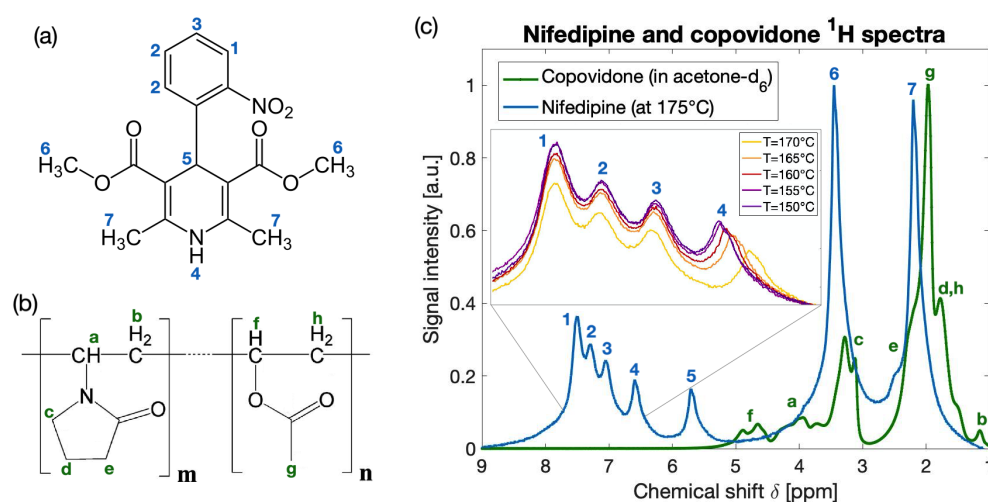 (a)
3
2
1
2
NO₂
O
O
6
6
5
H₃C
CH₃
O
O
7
7
H₃C
N
CH₃
H
4
(b)
b
f
h
a
H₂
H
H₂
C
C
H
N
O
O
O
c
d
e
g
m
n
(c)
Nifedipine and copovidone ¹H spectra
Copovidone (in acetone-d₆)
Nifedipine (at 175°C)
6
7
g
1
2
3
4
T=170°C
T=165°C
T=160°C
T=155°C
T=150°C
1
2
3
4
5
f
a
c
e
d,h
b
Signal intensity [a.u.]
1
0.8
0.6
0.4
0.2
0
9
8
7
6
5
4
3
2
1
Chemical shift δ [ppm]